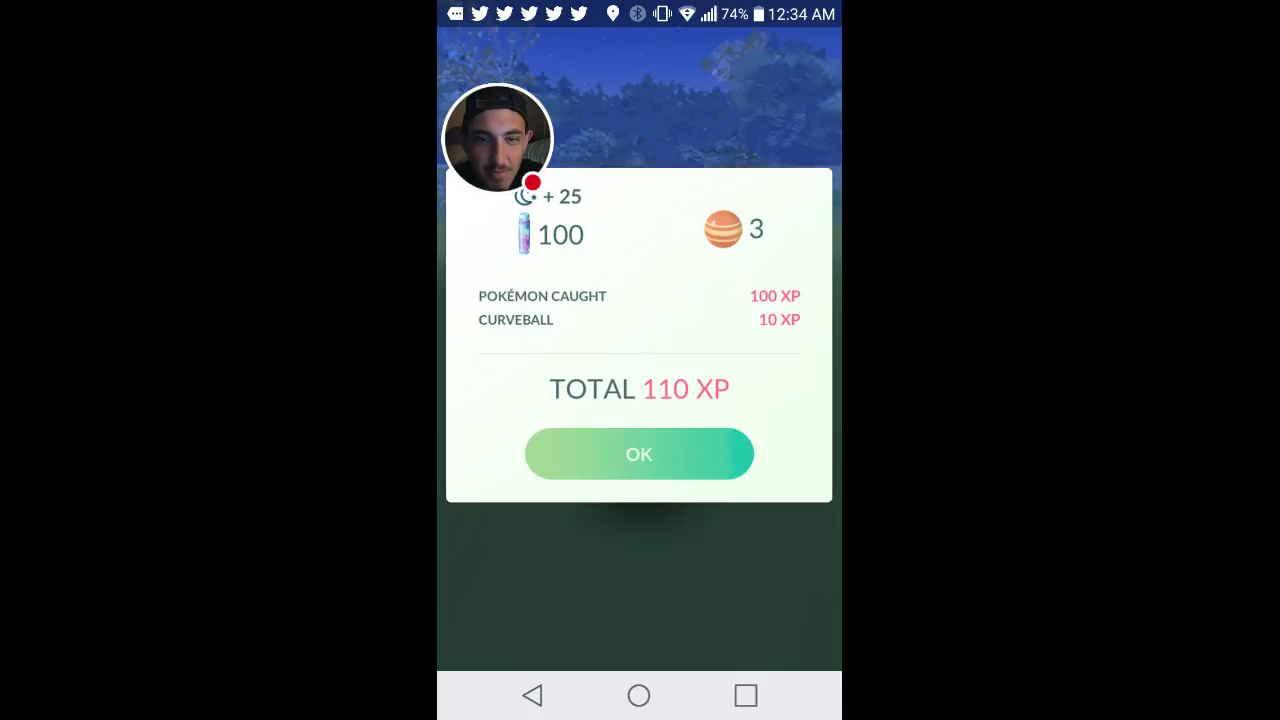 74% 12:34 AM
+ 25
100
3
POKÉMON CAUGHT 100 XP
CURVEBALL 10 XP
TOTAL 110 XP
OK